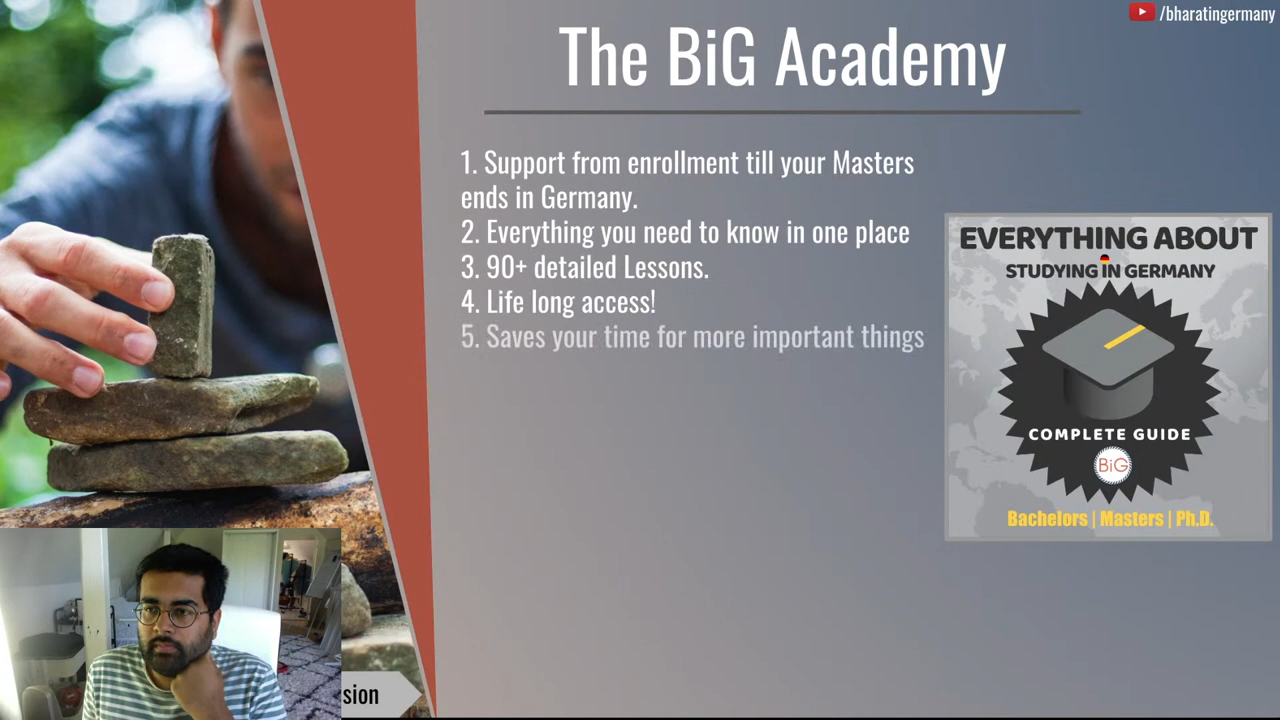 /bharatingermany
The BiG Academy
1. Support from enrollment till your Masters
ends in Germany.
2. Everything you need to know in one place
3. 90+ detailed Lessons.
4. Life long access!
5. Saves your time for more important things
EVERYTHING ABOUT
STUDYING IN GERMANY
COMPLETE GUIDE
BiG
Bachelors | Masters | Ph.D.
sion